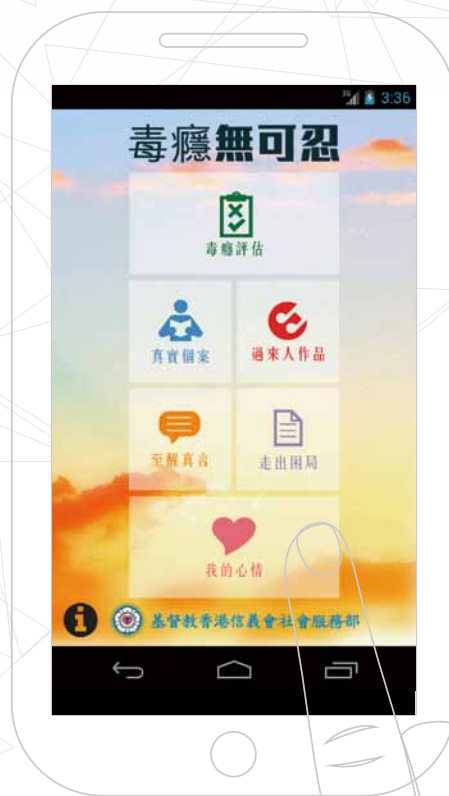 3G 3:36
毒癮無可忍
毒癮評估
真實個案 過來人作品
至醒真言 走出困局
我的心情
i 基督教香港信義會社會服務部